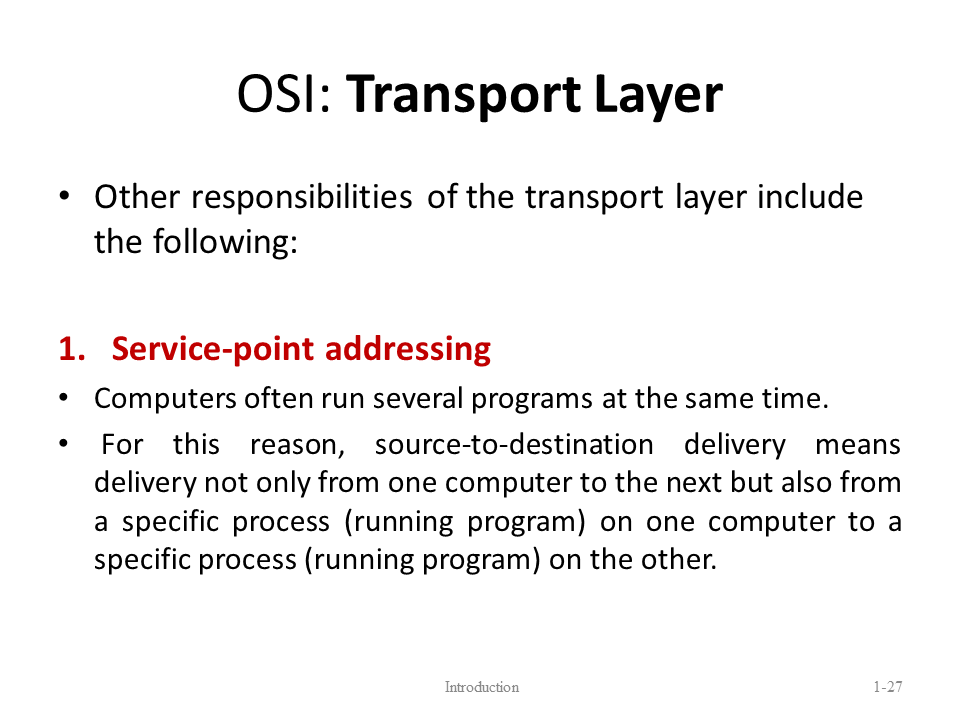 OSI: Transport Layer
• Other responsibilities of the transport layer include
the following:
1. Service-point addressing
• Computers often run several programs at the same time.
• For this reason, source-to-destination delivery means
delivery not only from one computer to the next but also from
a specific process (running program) on one computer to a
specific process (running program) on the other.
Introduction
1-27